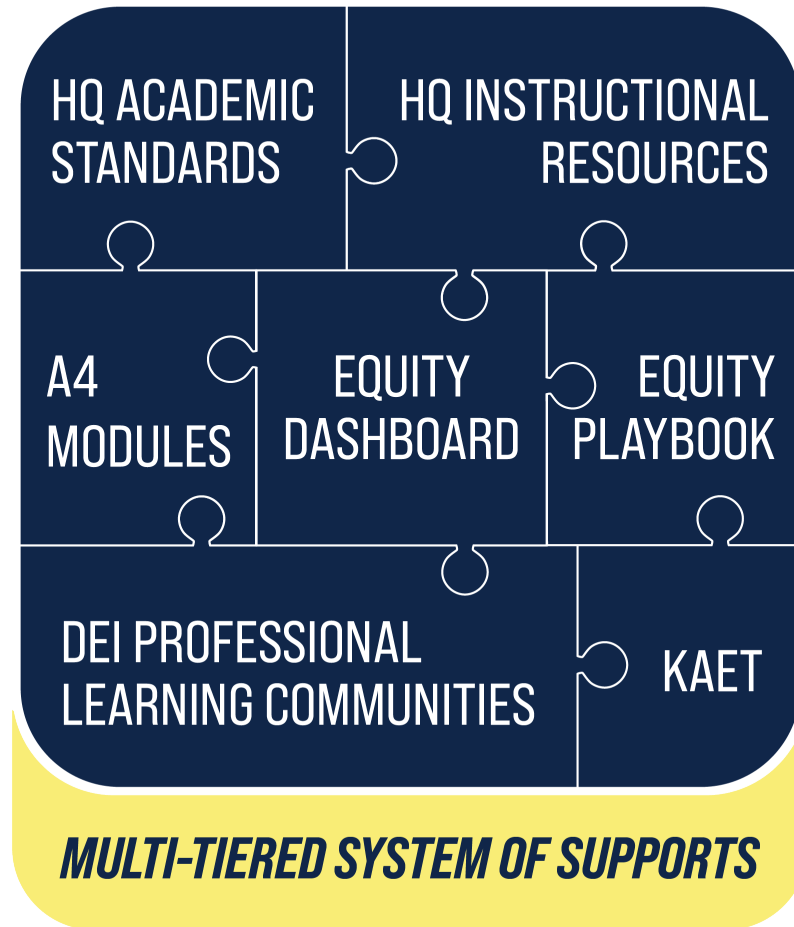 HQ ACADEMIC
STANDARDS
HQ INSTRUCTIONAL
RESOURCES
A4
MODULES
EQUITY
DASHBOARD
EQUITY
PLAYBOOK
DEI PROFESSIONAL
LEARNING COMMUNITIES
KAET
MULTI-TIERED SYSTEM OF SUPPORTS